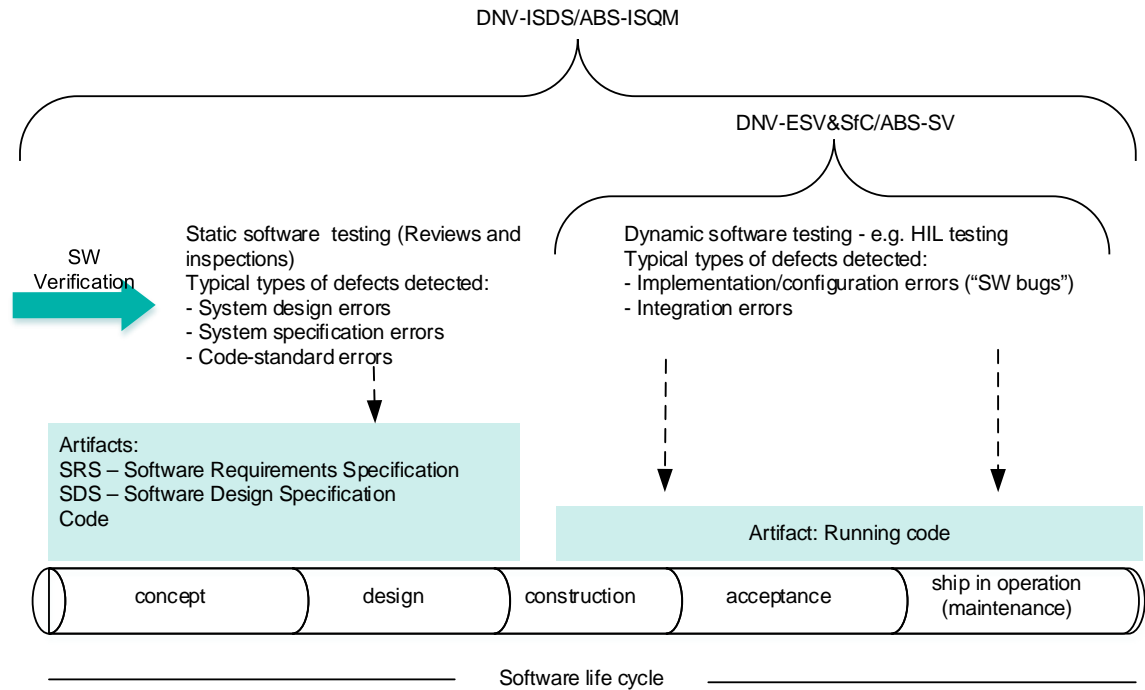 DNV-ISDS/ABS-ISQM
DNV-ESV&SfC/ABS-SV
SW
Verification
Static software testing (Reviews and
inspections)
Typical types of defects detected:
- System design errors
- System specification errors
- Code-standard errors
Dynamic software testing - e.g. HIL testing
Typical types of defects detected:
- Implementation/configuration errors (“SW bugs”)
- Integration errors
Artifacts:
SRS – Software Requirements Specification
SDS – Software Design Specification
Code
Artifact: Running code
concept
design
construction
acceptance
ship in operation
(maintenance)
Software life cycle